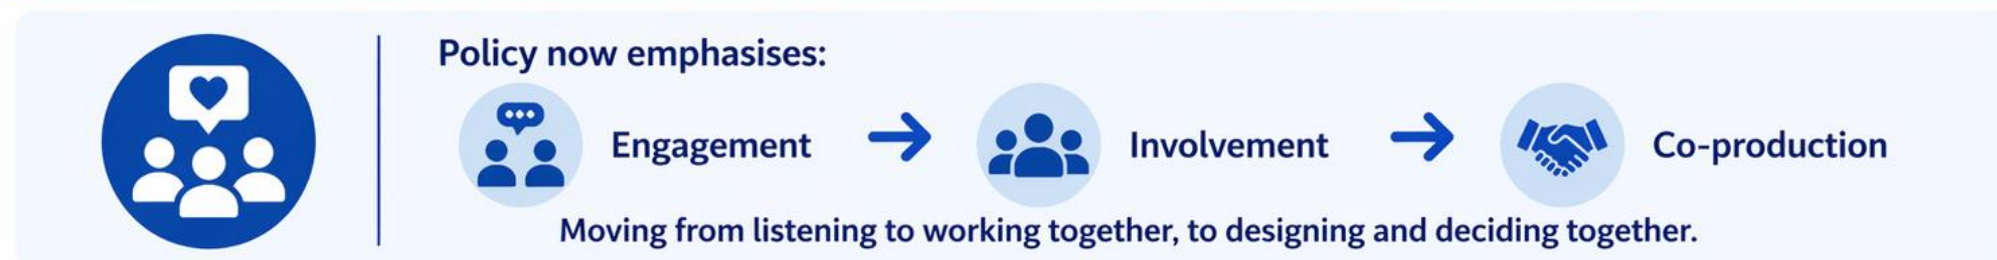 Policy now emphasises:
Engagement → Involvement → Co-production
Moving from listening to working together, to designing and deciding together.